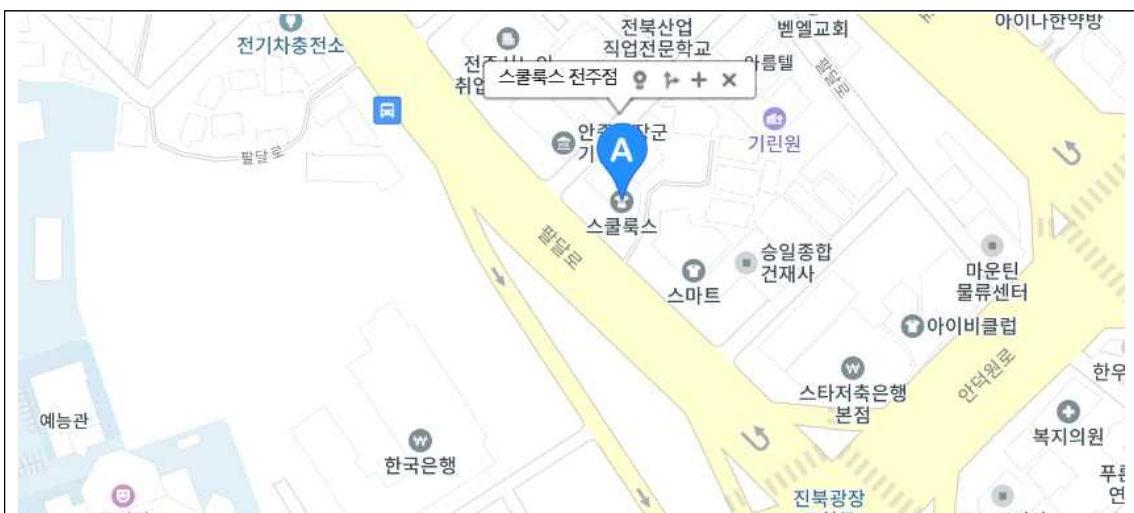 전기차충전소
전북산업
직업전문학교
벧엘교회
아이나한약방
아름텔
스쿨룩스 전주점
팔달로
팔달로
기린원
A
스쿨룩스
팔달로
승일종합
건재사
스마트
마운틴
물류센터
아이비클럽
스타저축은행
본점
안덕원로
예능관
한국은행
복지의원
진북광장